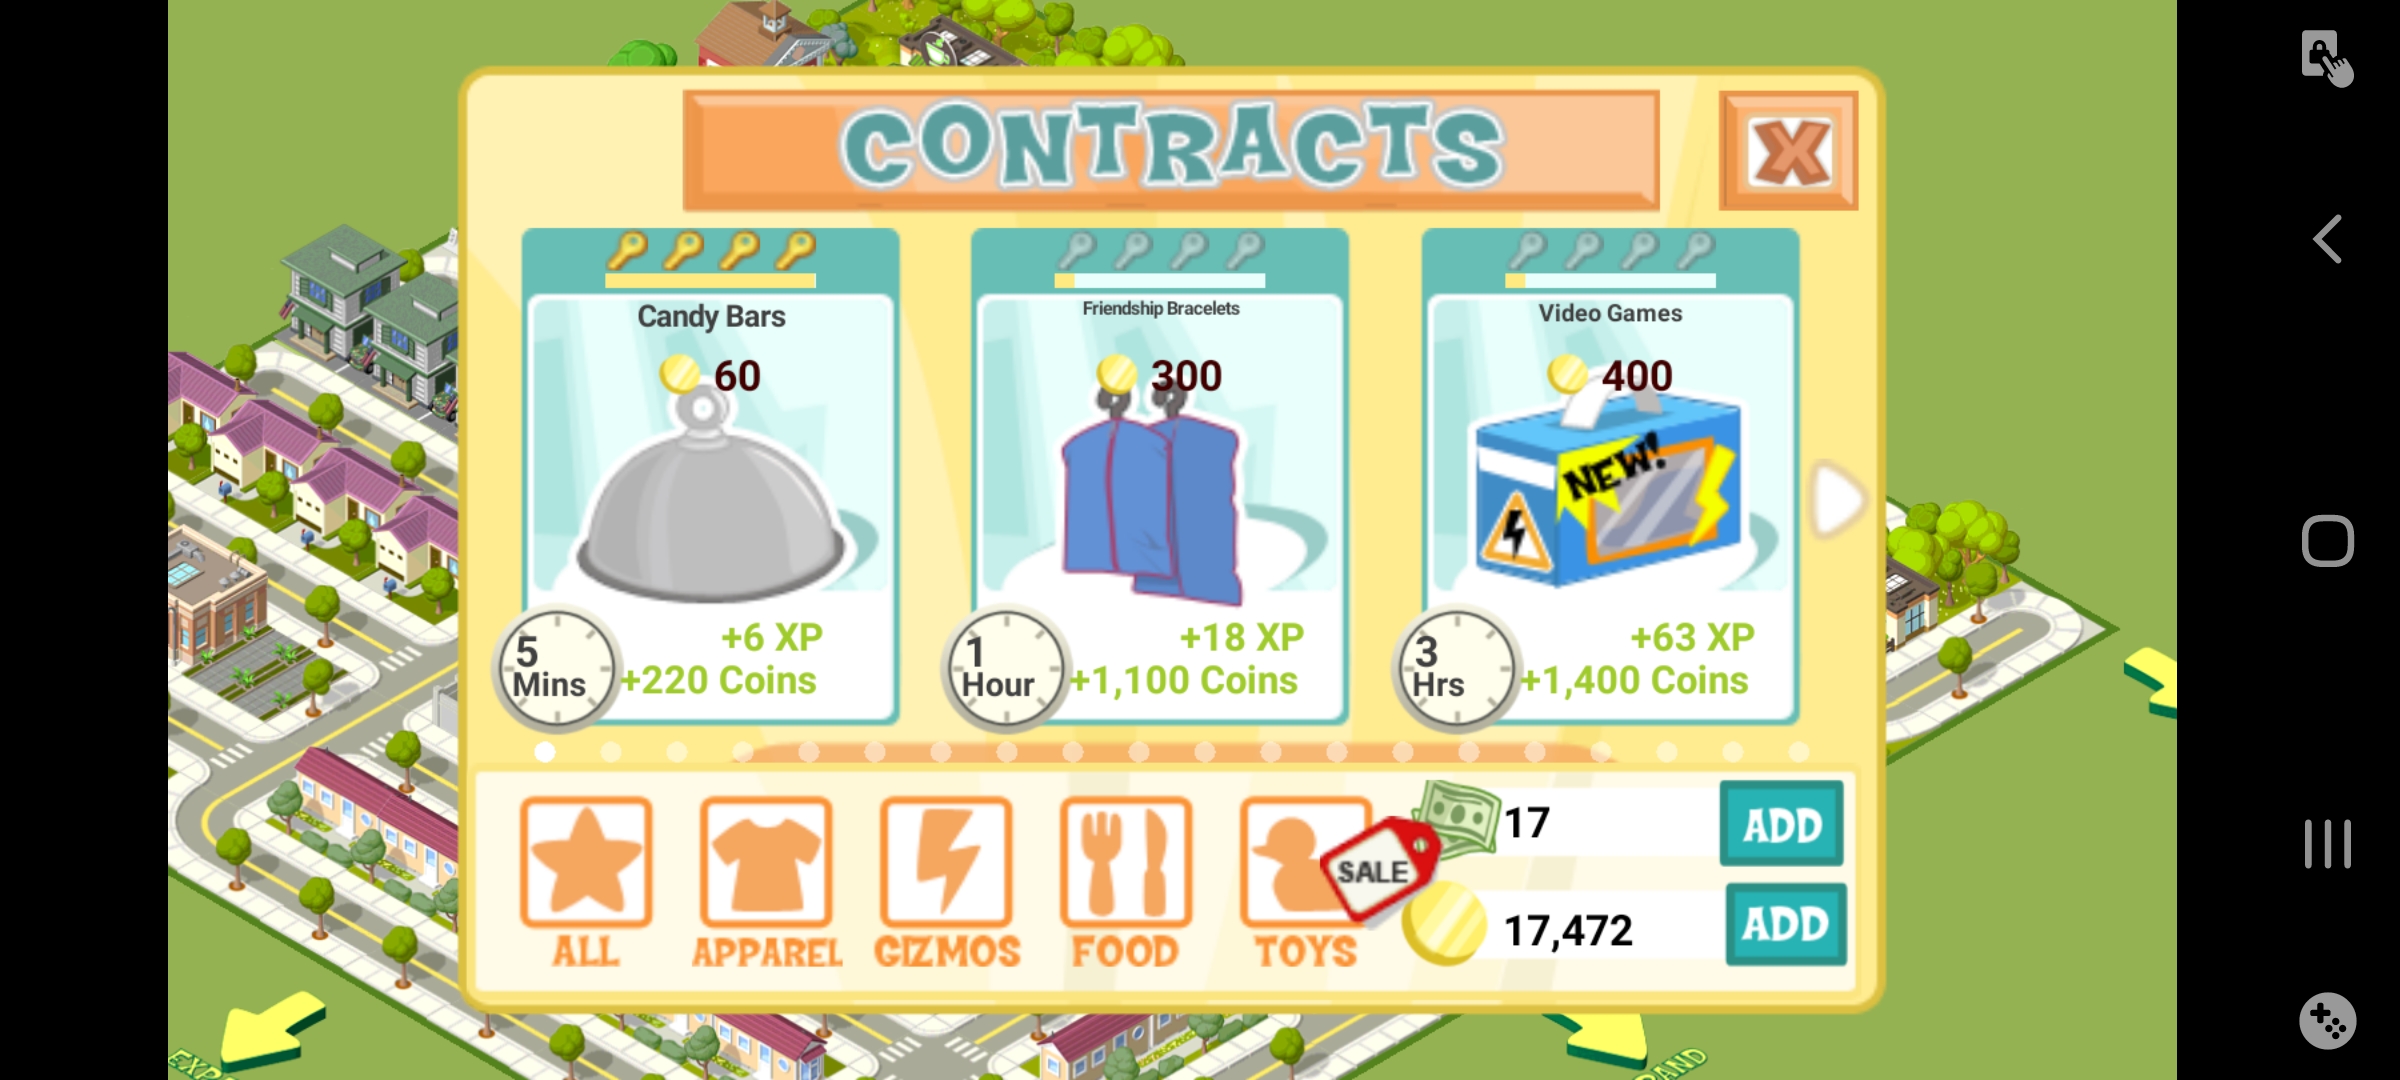 CONTRACTS
X
Candy Bars
60
5
Mins
+6 XP
+220 Coins
Friendship Bracelets
300
1
Hour
+18 XP
+1,100 Coins
Video Games
400
NEW!
3
Hrs
+63 XP
+1,400 Coins
ALL
APPAREL
GIZMOS
FOOD
TOYS
SALE
17
ADD
17,472
ADD